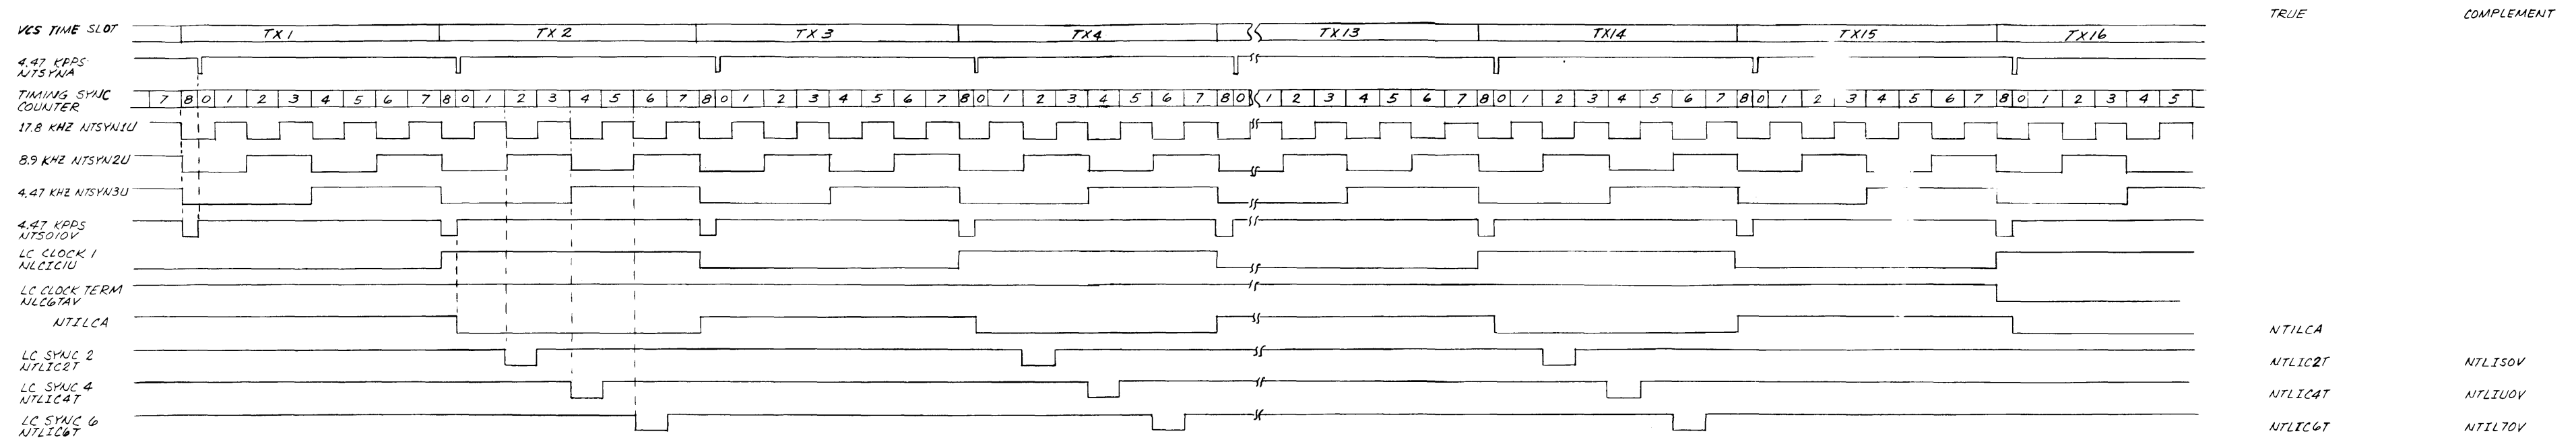 TRUE COMPLEMENT
VCS TIME SLOT TX1 TX2 TX3 TX4 TX13 TX14 TX15 TX16
4.47 KPPS
NTSYNA
TIMING SYNC
COUNTER
7 8 0 1 2 3 4 5 6 7 8 0 1 2 3 4 5 6 7 8 0 1 2 3 4 5 6 7 8 0 1 2 3 4 5 6 7 8 0 1 2 3 4 5 6 7 8 0 1 2 3 4 5 6 7 8 0 1 2 3 4 5 6 7 8 0 1 2 3 4 5
17.8 KHZ NTSYN1U
8.9 KHZ NTSYN2U
4.47 KHZ NTSYN3U
4.47 KPPS
NTSO10V
LC CLOCK 1
NLCIC1U
LC CLOCK TERM
NLC6TAV
NTILCA NTILCA
LC SYNC 2
NTLIC2T NTLIC2T NTLIS0V
LC SYNC 4
NTLIC4T NTLIC4T NTLIU0V
LC SYNC 6
NTLIC6T NTLIC6T NTIL70V